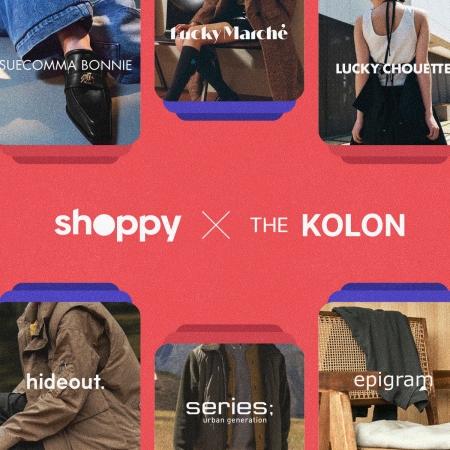 SUECOMMA BONNIE
Lucky Marché
LUCKY CHOUETTE
shoppy × THE KOLON
hideout.
series;
urban generation
epigram